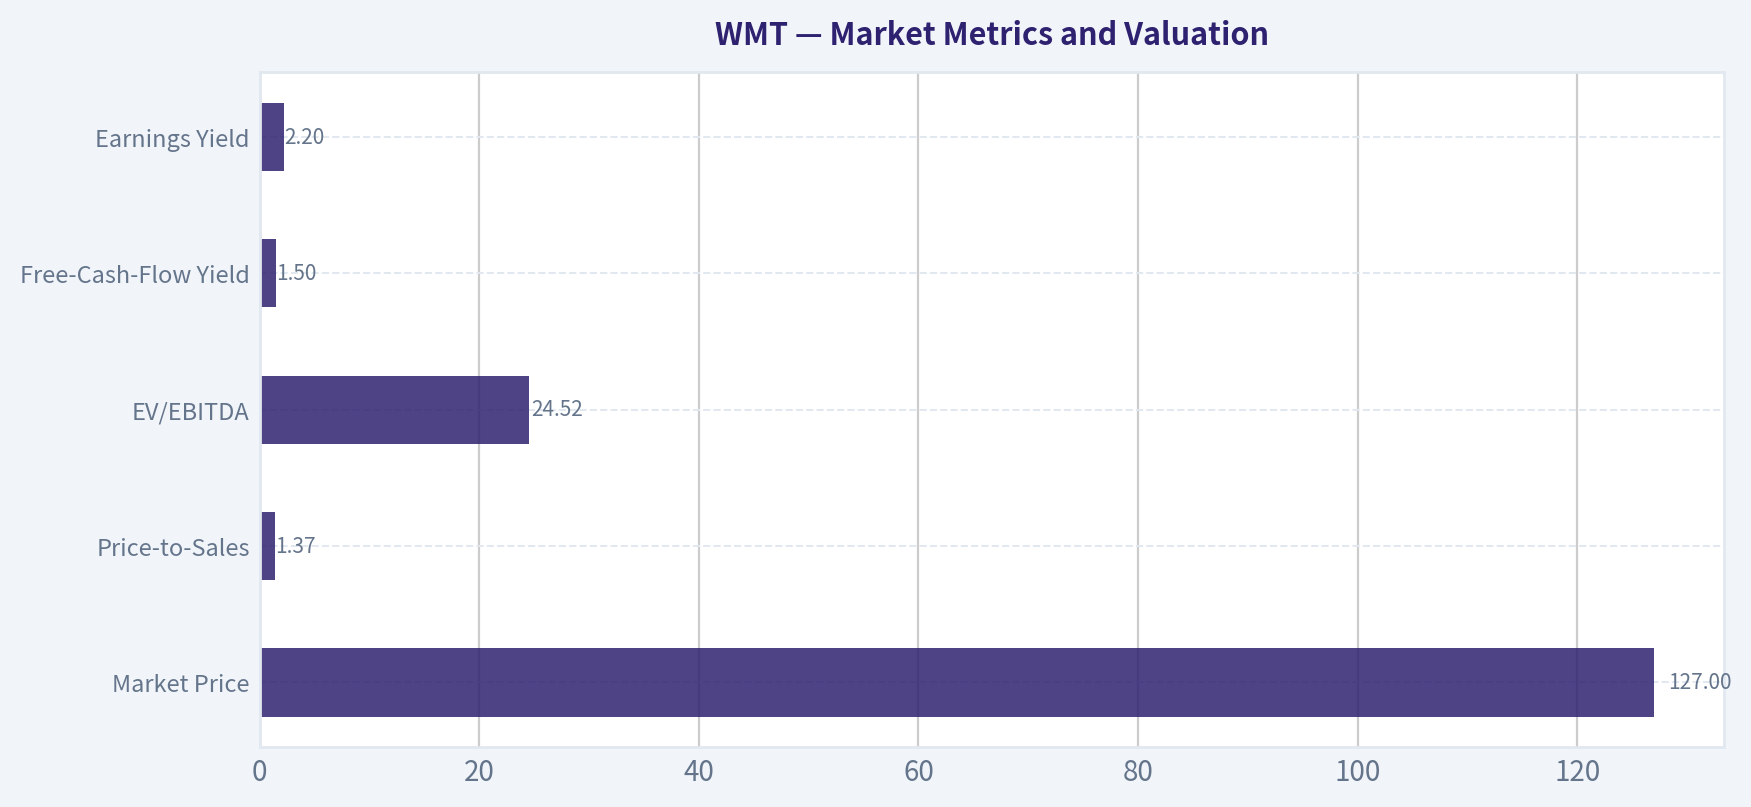 WMT — Market Metrics and Valuation
Earnings Yield
2.20
Free-Cash-Flow Yield
1.50
EV/EBITDA
24.52
Price-to-Sales
1.37
Market Price
127.00
0 20 40 60 80 100 120